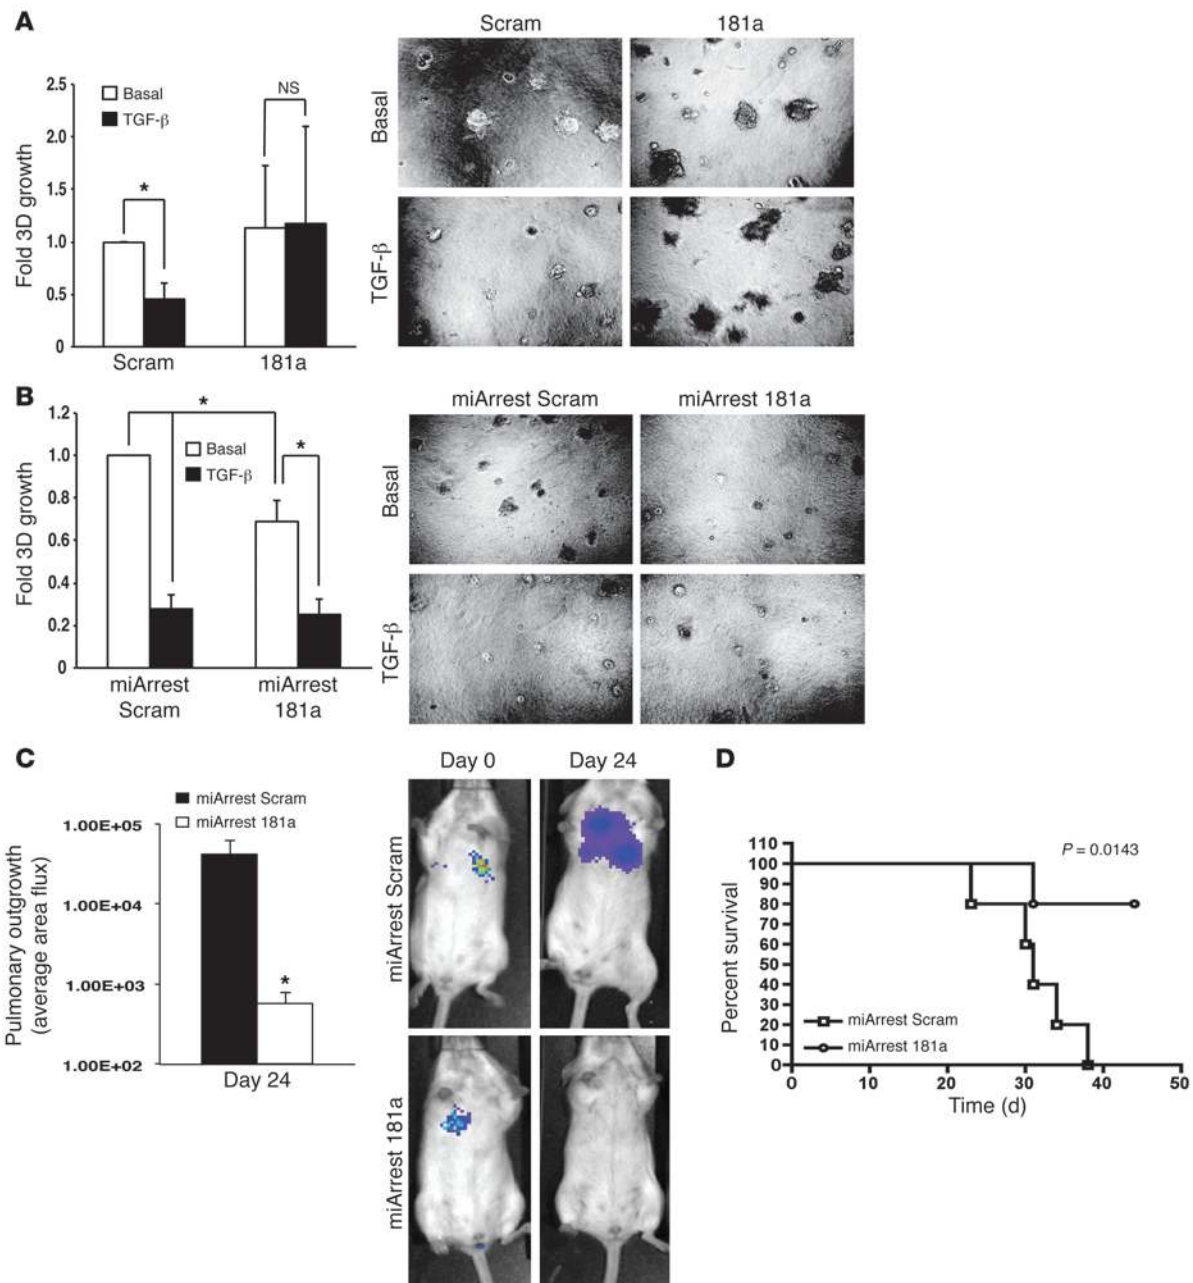 A
Scram
181a
2.5
2.0
1.5
1.0
0.5
0
Fold 3D growth
Basal
TGF-β
*
NS
Scram
181a
Basal
TGF-β
B
miArrest Scram
miArrest 181a
1.2
1.0
0.8
0.6
0.4
0.2
0
Fold 3D growth
*
Basal
TGF-β
*
miArrest
Scram
miArrest
181a
Basal
TGF-β
C
Day 0
Day 24
miArrest Scram
miArrest 181a
1.00E+05
1.00E+04
1.00E+03
1.00E+02
Pulmonary outgrowth
(average area flux)
*
Day 24
miArrest Scram
miArrest 181a
D
P = 0.0143
110
100
90
80
70
60
50
40
30
20
10
0
Percent survival
miArrest Scram
miArrest 181a
0
10
20
30
40
50
Time (d)